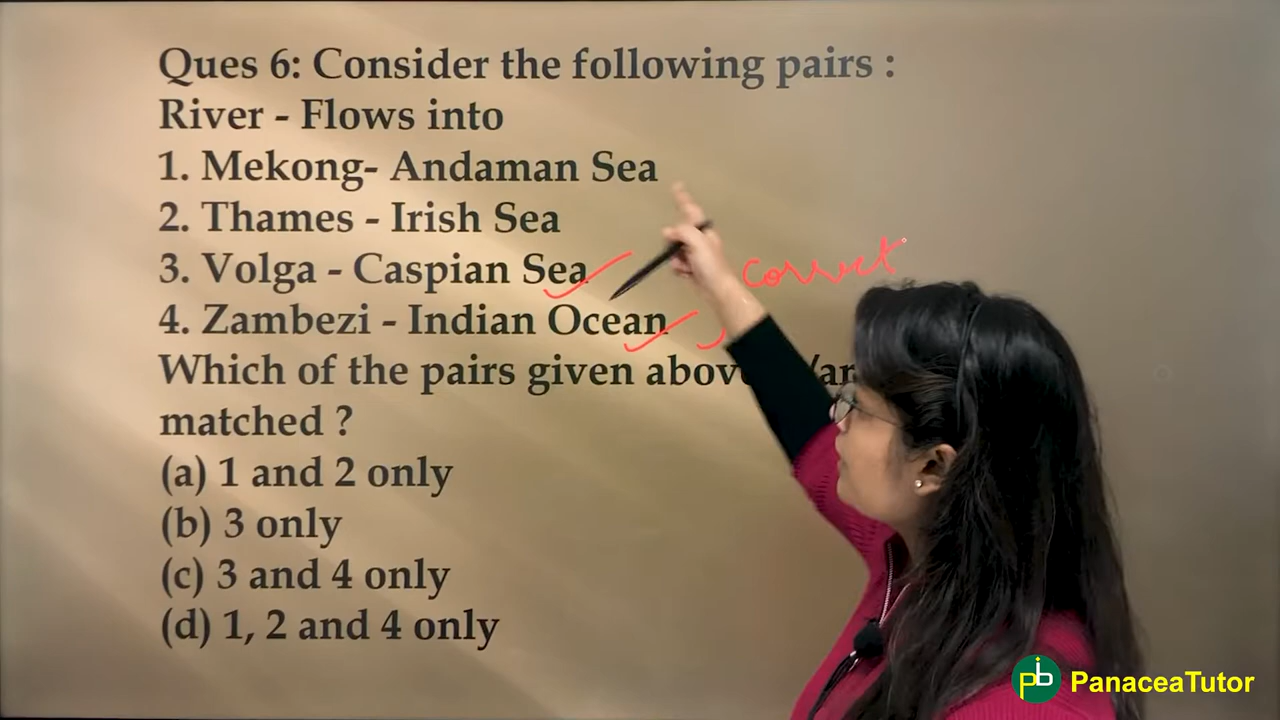 Ques 6: Consider the following pairs :
River - Flows into
1. Mekong- Andaman Sea
2. Thames - Irish Sea
3. Volga - Caspian Sea
correct
4. Zambezi - Indian Ocean
Which of the pairs given
matched ?
(a) 1 and 2 only
(b) 3 only
(c) 3 and 4 only
(d) 1, 2 and 4 only
PanaceaTutor